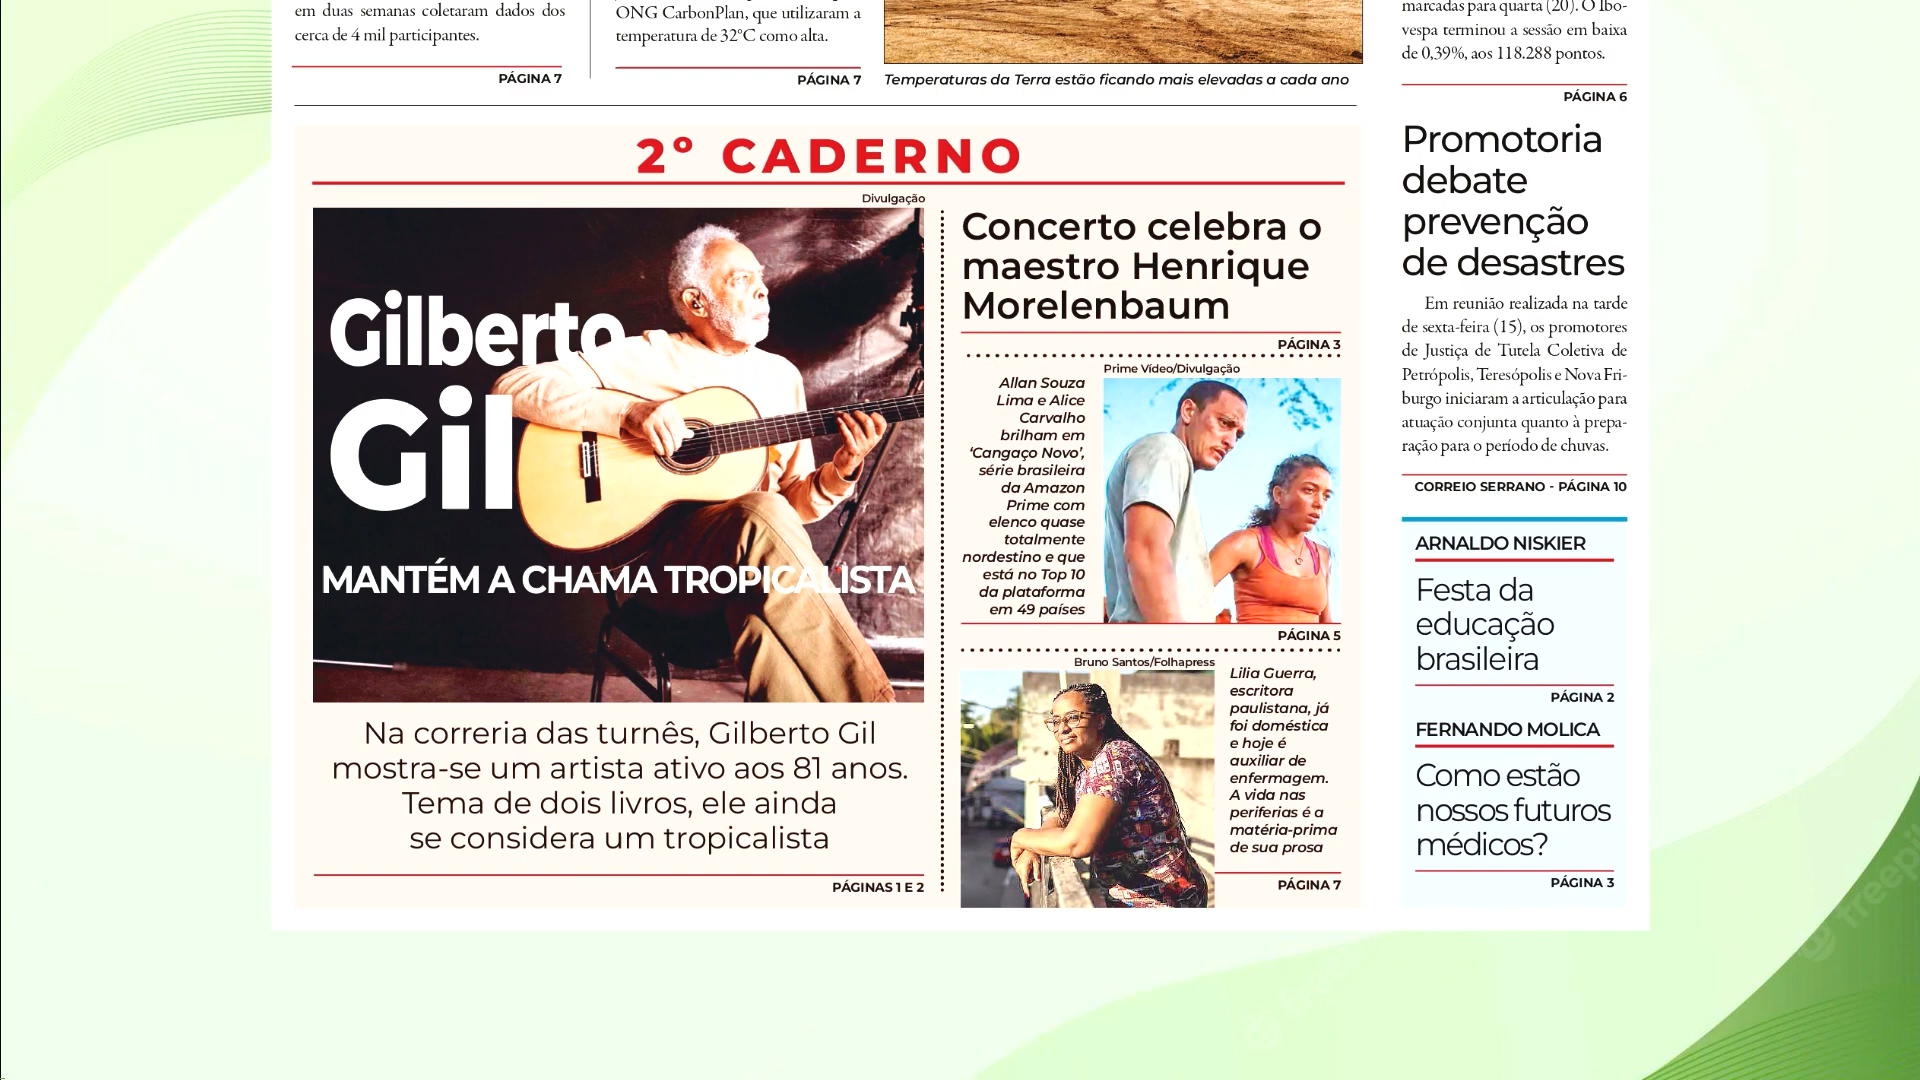 em duas semanas coletaram dados dos
cerca de 4 mil participantes.
PÁGINA 7
ONG CarbonPlan, que utilizaram a
temperatura de 32°C como alta.
PÁGINA 7
Temperaturas da Terra estão ficando mais elevadas a cada ano
marcadas para quarta (20). O Ibo-
vespa terminou a sessão em baixa
de 0,39%, aos 118.288 pontos.
PÁGINA 6
2º CADERNO
Divulgação
Gilberto
Gil
MANTÉM A CHAMA TROPICALISTA
Na correria das turnês, Gilberto Gil
mostra-se um artista ativo aos 81 anos.
Tema de dois livros, ele ainda
se considera um tropicalista
PÁGINAS 1 E 2
Concerto celebra o
maestro Henrique
Morelenbaum
PÁGINA 3
Prime Vídeo/Divulgação
Allan Souza
Lima e Alice
Carvalho
brilham em
‘Cangaço Novo’,
série brasileira
da Amazon
Prime com
elenco quase
totalmente
nordestino e que
está no Top 10
da plataforma
em 49 países
PÁGINA 5
Bruno Santos/Folhapress
Lilia Guerra,
escritora
paulistana, já
foi doméstica
e hoje é
auxiliar de
enfermagem.
A vida nas
periferias é a
matéria-prima
de sua prosa
PÁGINA 7
Promotoria
debate
prevenção
de desastres
Em reunião realizada na tarde
de sexta-feira (15), os promotores
de Justiça de Tutela Coletiva de
Petrópolis, Teresópolis e Nova Fri-
burgo iniciaram a articulação para
atuação conjunta quanto à prepa-
ração para o período de chuvas.
CORREIO SERRANO - PÁGINA 10
ARNALDO NISKIER
Festa da
educação
brasileira
PÁGINA 2
FERNANDO MOLICA
Como estão
nossos futuros
médicos?
PÁGINA 3